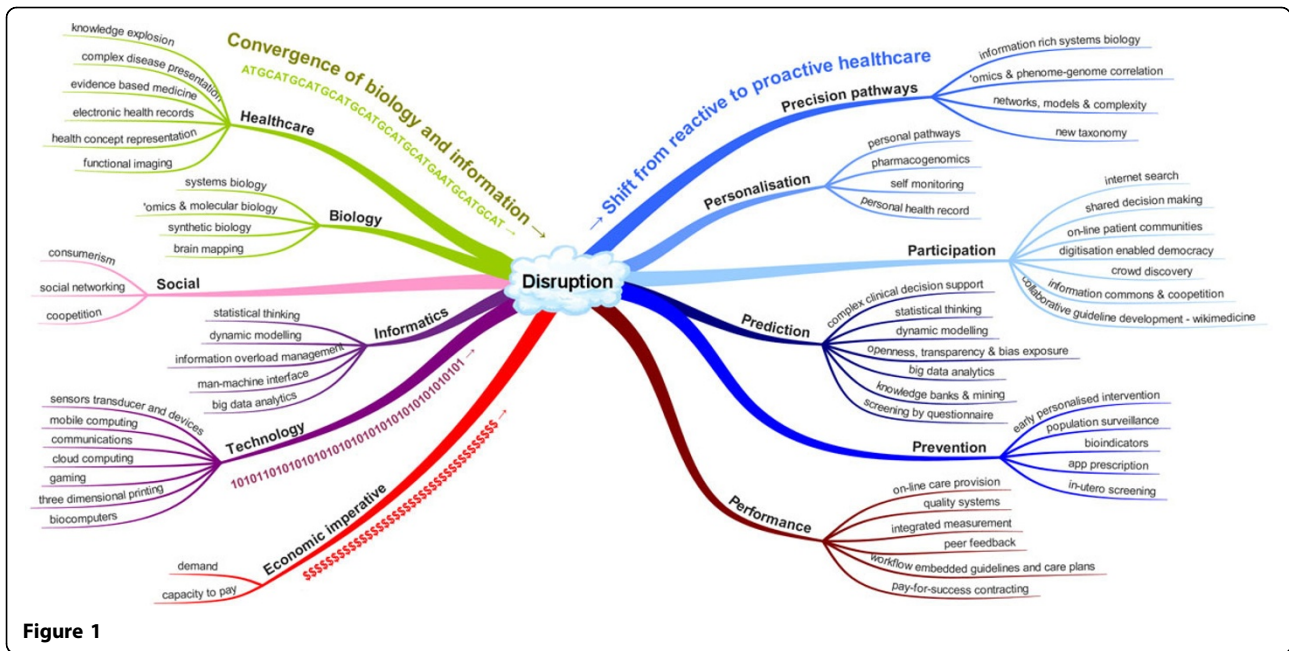 Convergence of biology and information →
ATGCATGCATGCATGCATGCATGCATGAATGCATGCAT →
Healthcare
knowledge explosion
complex disease presentation
evidence based medicine
electronic health records
health concept representation
functional imaging
Biology
systems biology
'omics & molecular biology
synthetic biology
brain mapping
Social
consumerism
social networking
coopetition
Informatics
statistical thinking
dynamic modelling
information overload management
man-machine interface
big data analytics
Technology
sensors transducer and devices
mobile computing
communications
cloud computing
gaming
three dimensional printing
biocomputers
Economic imperative
demand
capacity to pay
Disruption
→ Shift from reactive to proactive healthcare
Precision pathways
information rich systems biology
'omics & phenome-genome correlation
networks, models & complexity
new taxonomy
Personalisation
personal pathways
pharmacogenomics
self monitoring
personal health record
Participation
internet search
shared decision making
on-line patient communities
digitisation enabled democracy
crowd discovery
information commons & coopetition
collaborative guideline development - wikimedicine
Prediction
complex clinical decision support
statistical thinking
dynamic modelling
openness, transparency & bias exposure
big data analytics
knowledge banks & mining
screening by questionnaire
Prevention
early personalised intervention
population surveillance
bioindicators
app prescription
in-utero screening
Performance
on-line care provision
quality systems
integrated measurement
peer feedback
workflow embedded guidelines and care plans
pay-for-success contracting
Figure 1